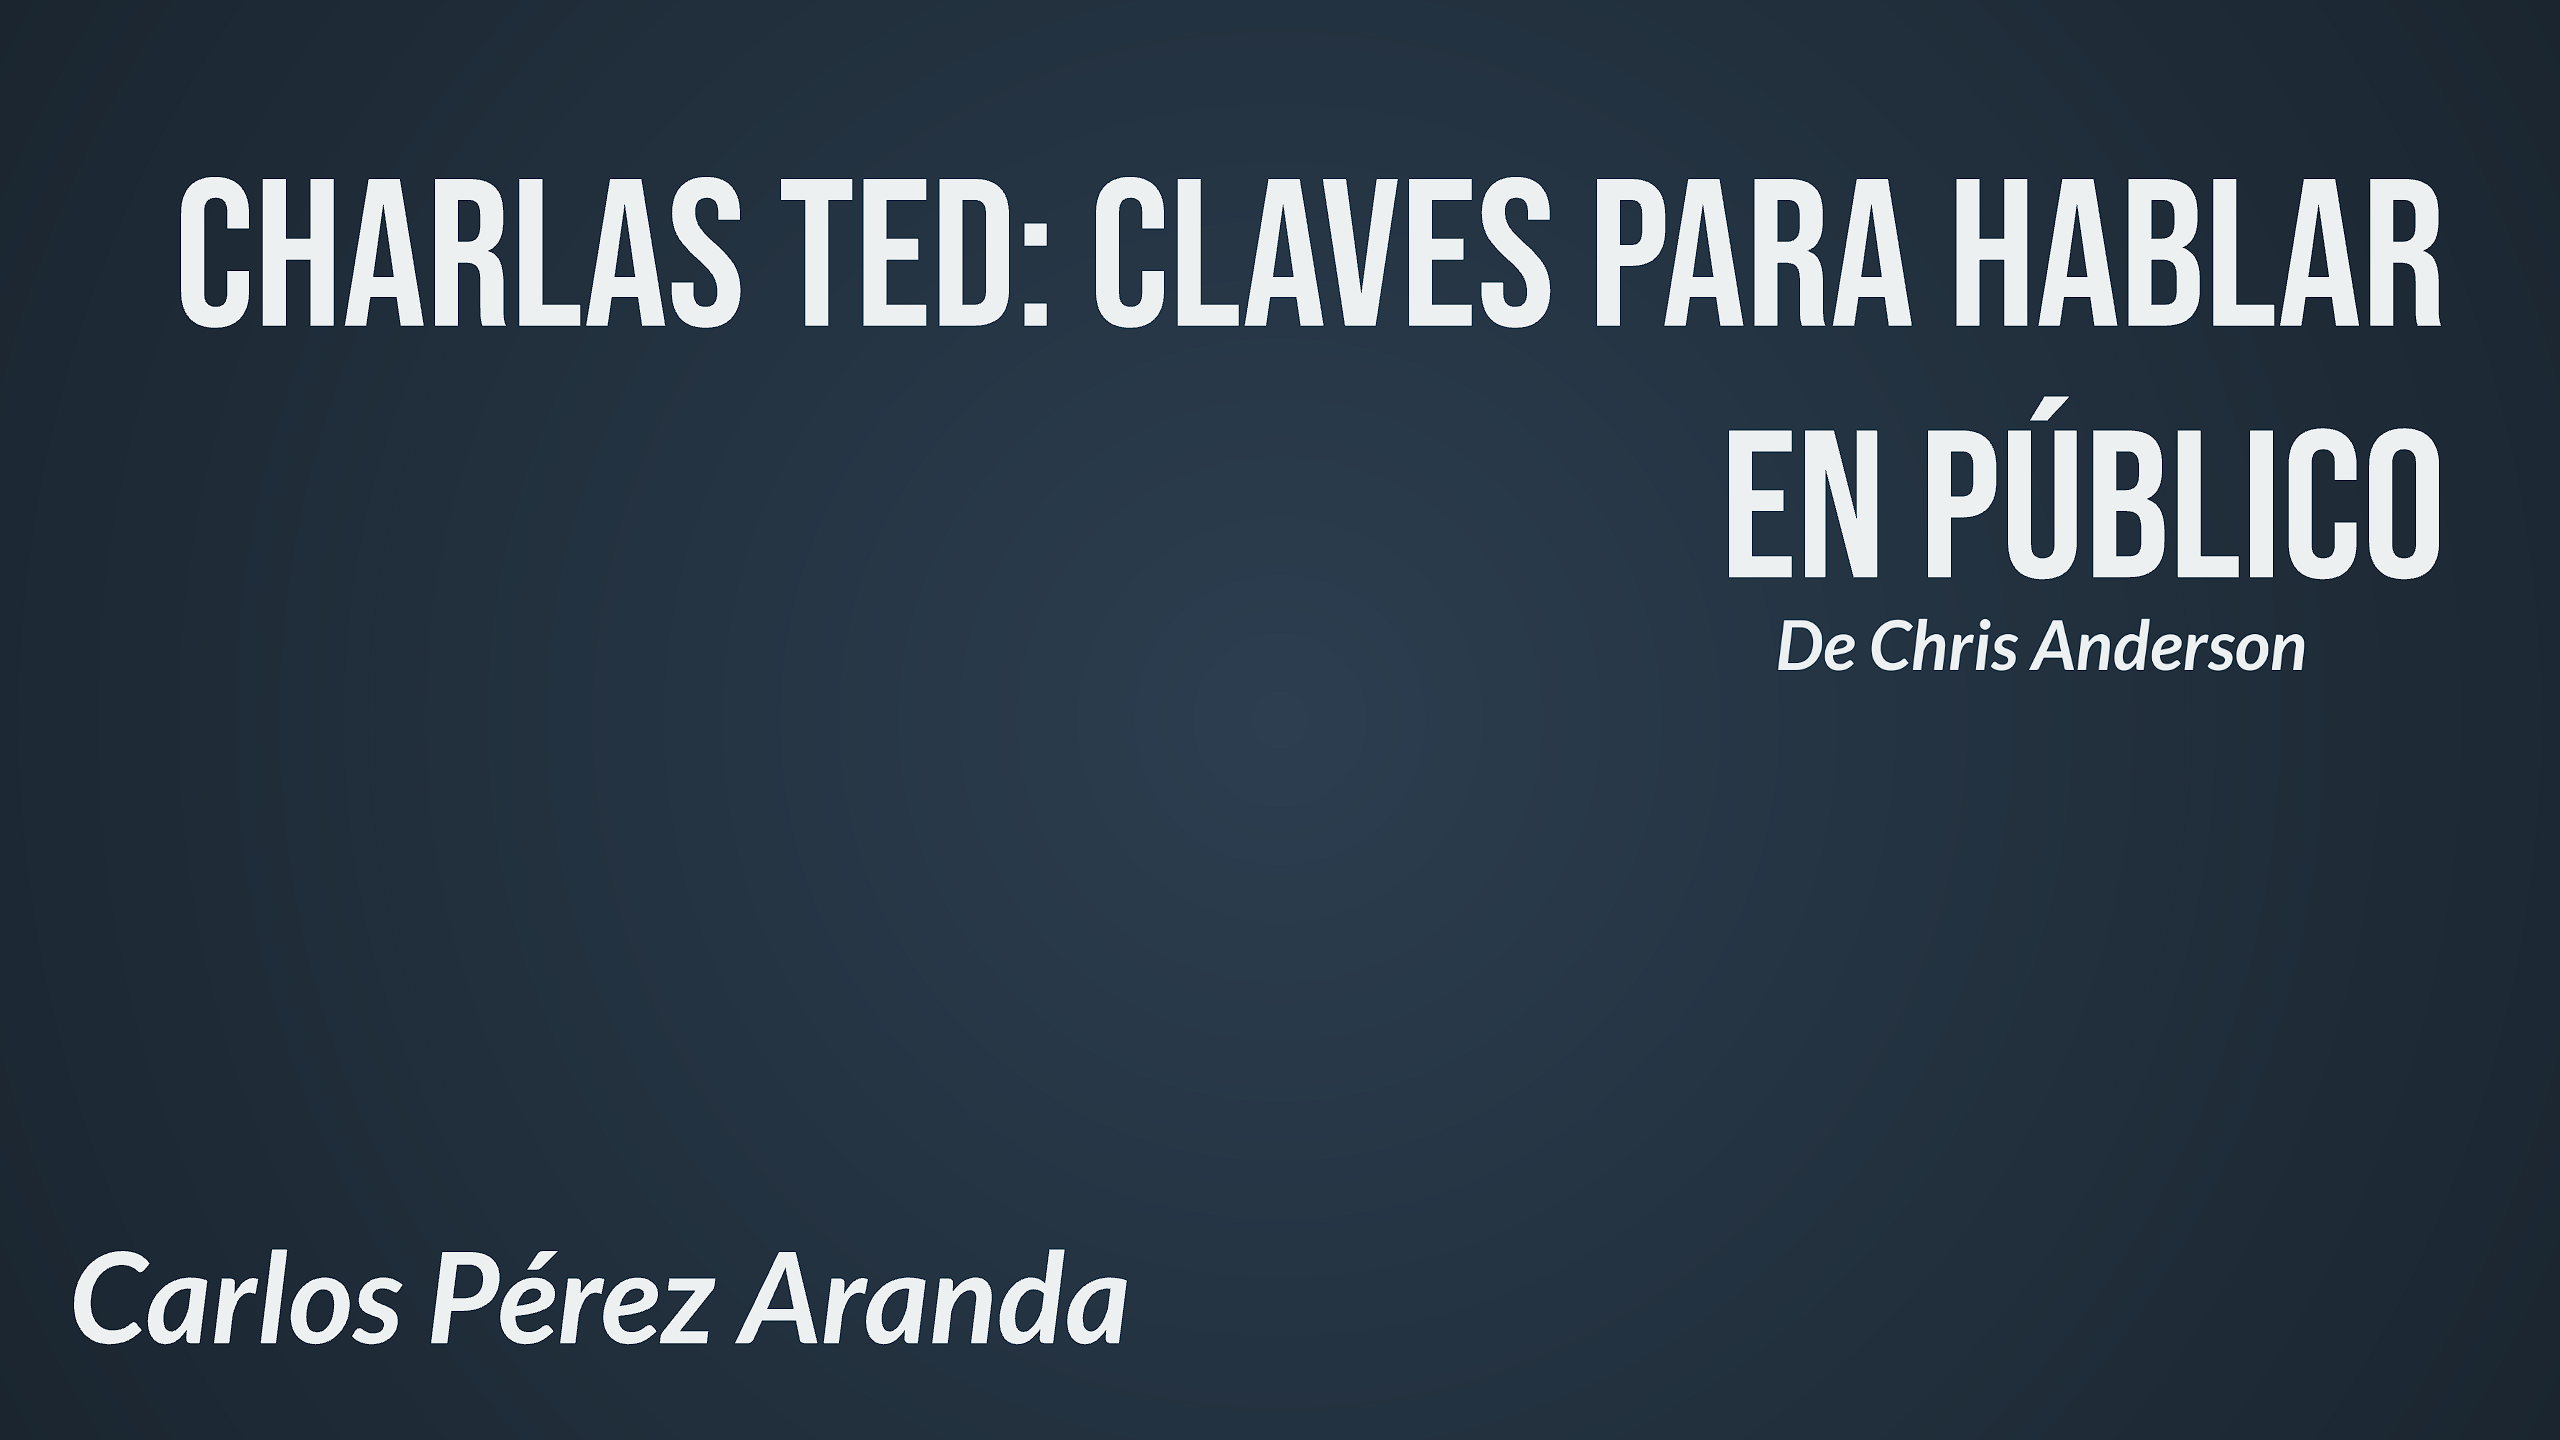 CHARLAS TED: CLAVES PARA HABLAR
EN PÚBLICO
De Chris Anderson
Carlos Pérez Aranda